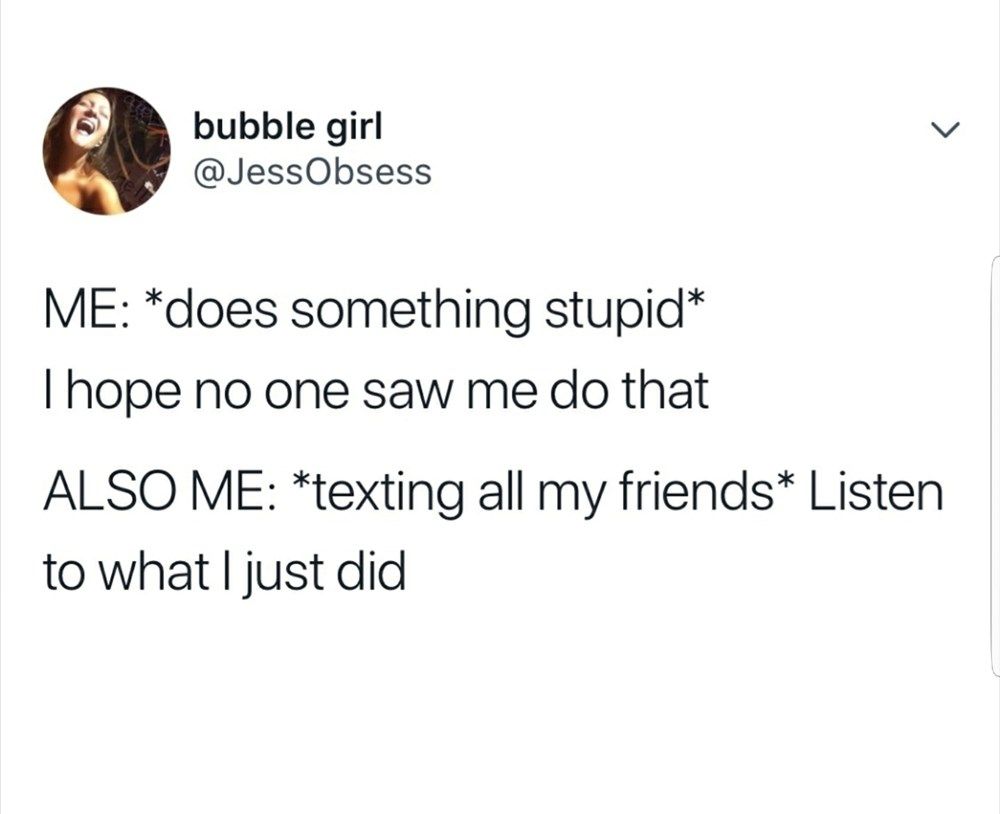 bubble girl
@JessObsess
ME: *does something stupid*
I hope no one saw me do that
ALSO ME: *texting all my friends* Listen
to what I just did